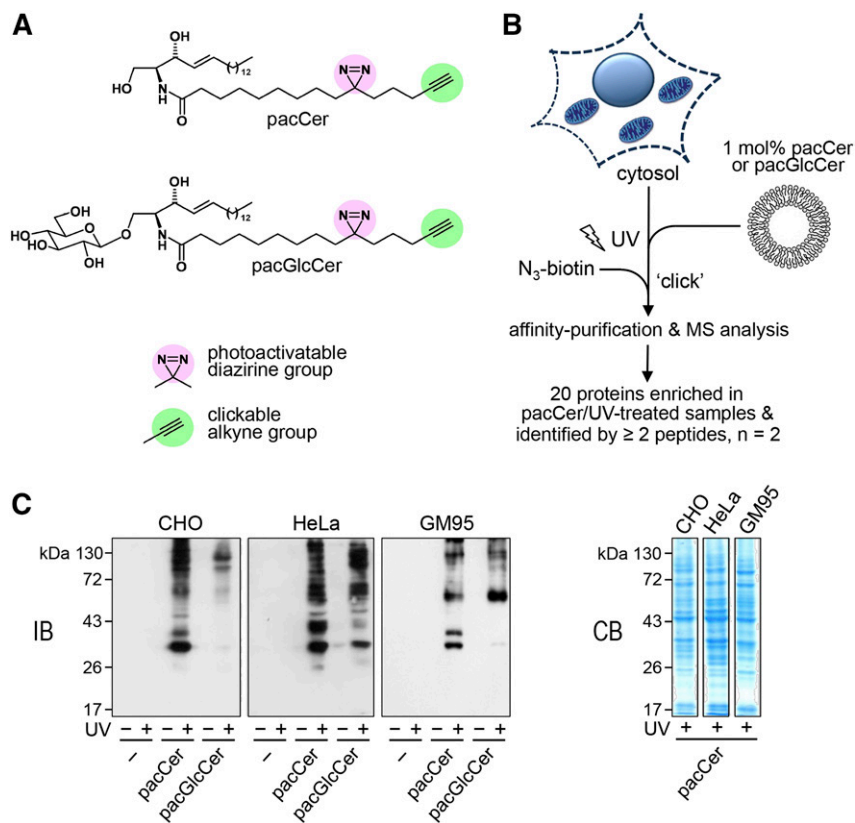 A
OH
( )12
HO
N
H
O
N=N
pacCer
OH
OH
O
HO
HO
OH
O
( )12
N
H
O
N=N
pacGlcCer
N=N
photoactivatable
diazirine group
clickable
alkyne group
B
cytosol
1 mol% pacCer
or pacGlcCer
UV
N3-biotin
'click'
affinity-purification & MS analysis
20 proteins enriched in
pacCer/UV-treated samples &
identified by ≥ 2 peptides, n = 2
C
CHO HeLa GM95
kDa 130
72
43
26
17
IB
UV – + – + – + – + – + – + – + – + – +
– pacCer pacGlcCer – pacCer pacGlcCer – pacCer pacGlcCer
CHO HeLa GM95
130
72
43
26
17
CB
UV + + +
pacCer